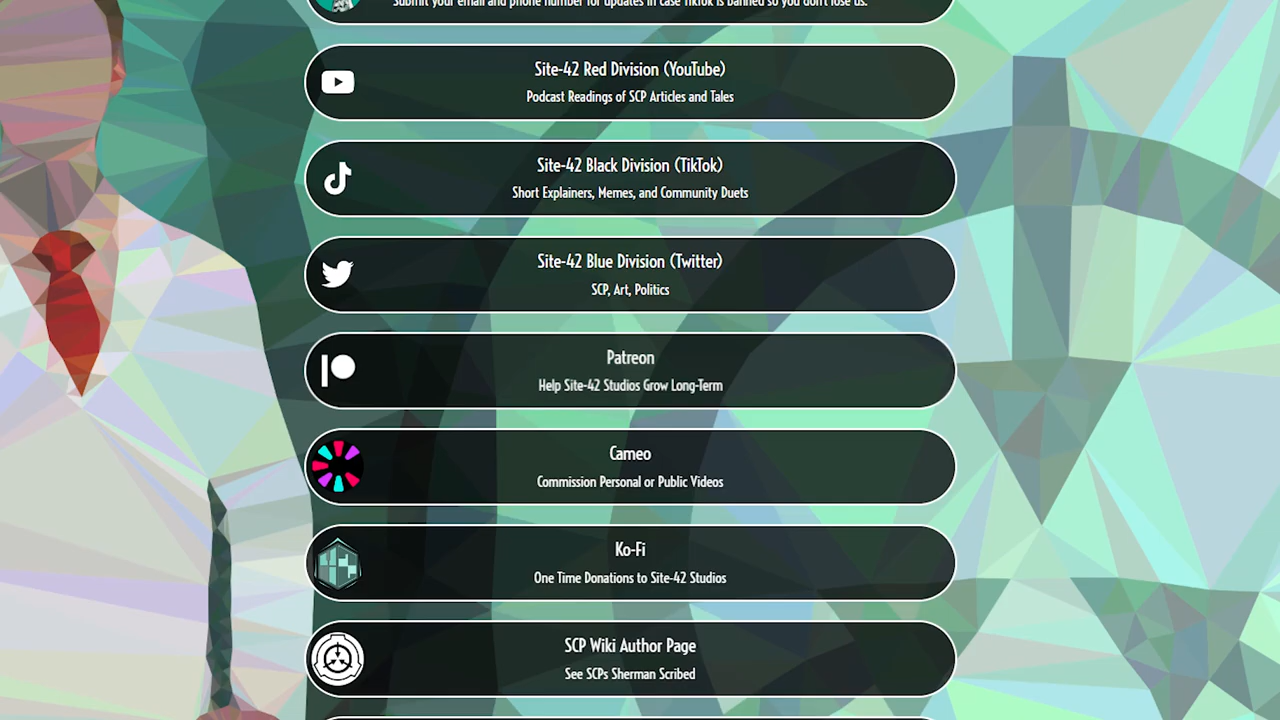 Submit your email and phone number for updates in case TikTok is banned so you don't lose us.
Site-42 Red Division (YouTube)
Podcast Readings of SCP Articles and Tales
Site-42 Black Division (TikTok)
Short Explainers, Memes, and Community Duets
Site-42 Blue Division (Twitter)
SCP, Art, Politics
Patreon
Help Site-42 Studios Grow Long-Term
Cameo
Commission Personal or Public Videos
Ko-Fi
One Time Donations to Site-42 Studios
SCP Wiki Author Page
See SCPs Sherman Scribed